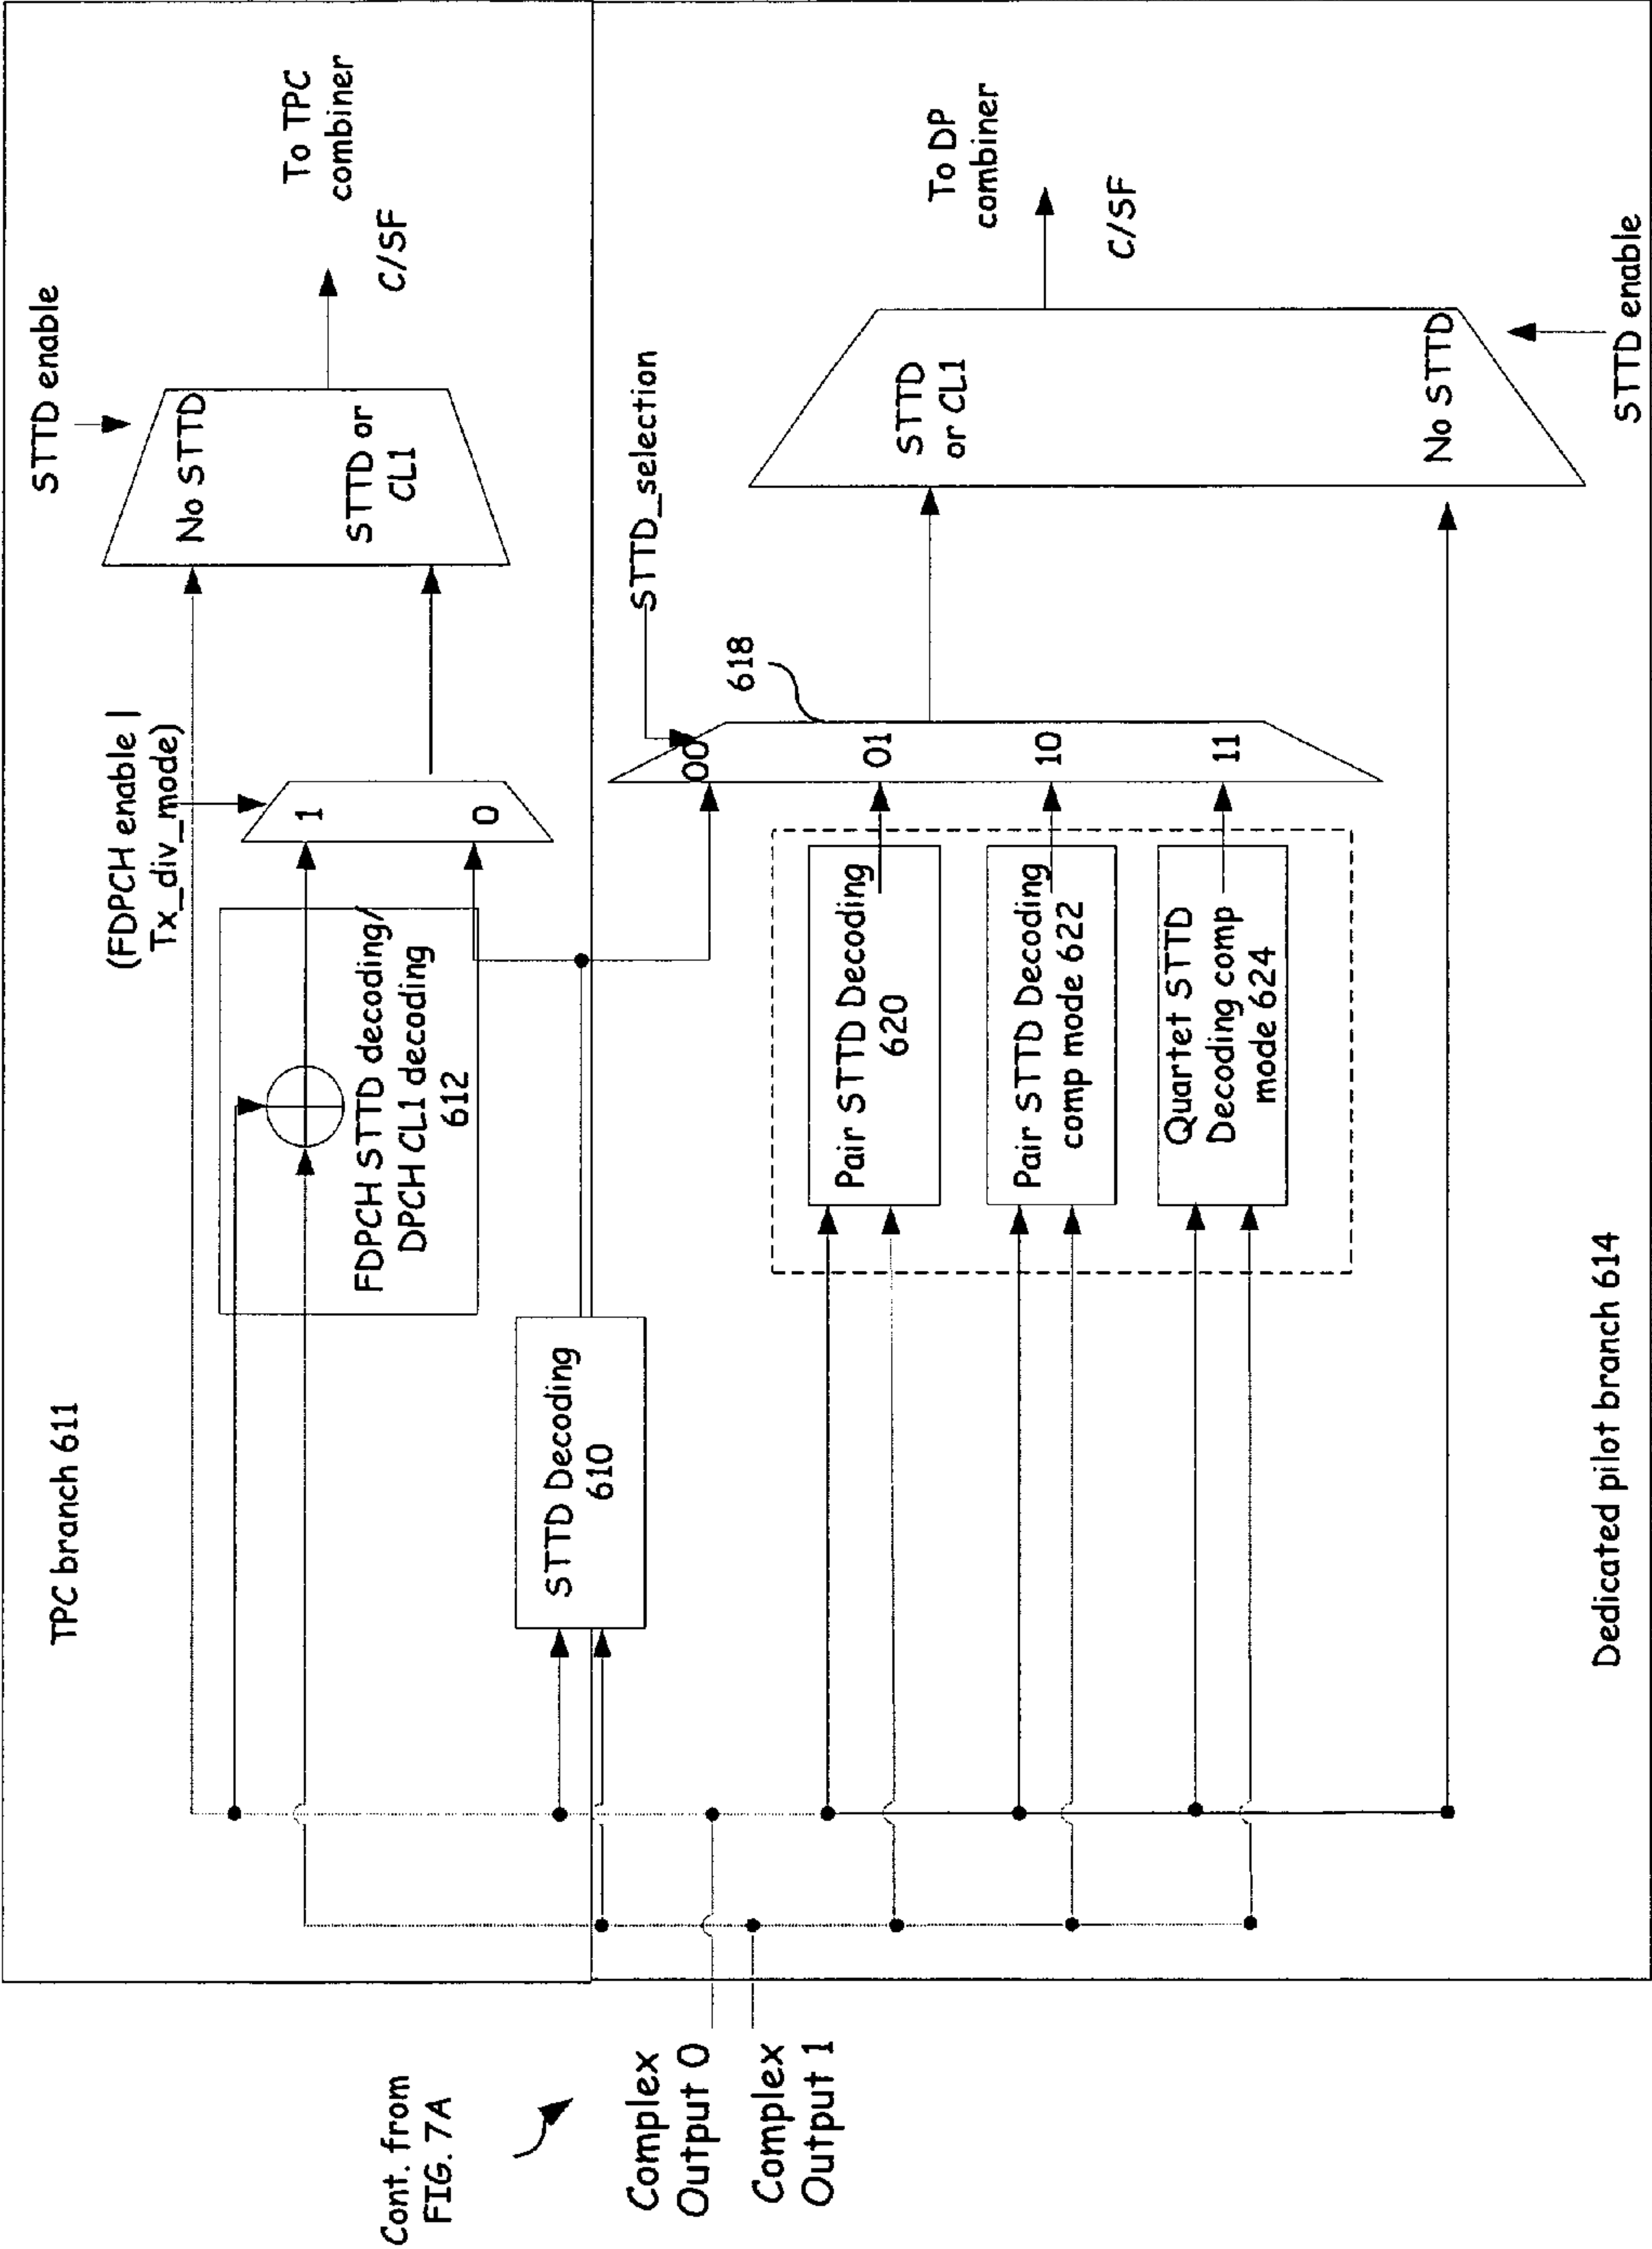 TPC branch 611
STTD enable
(FDPCH enable |
Tx_div_mode)
No STTD
STTD or
CL1
To TPC
combiner
C/SF
1
0
FDPCH STTD decoding/
DPCH CL1 decoding
612
STTD Decoding
610
Cont. from
FIG. 7A
Complex
Output 0
Complex
Output 1
STTD_selection
618
00
01
10
11
Pair STTD Decoding
620
Pair STTD Decoding
comp mode 622
Quartet STTD
Decoding comp
mode 624
STTD
or CL1
No STTD
To DP
combiner
C/SF
STTD enable
Dedicated pilot branch 614